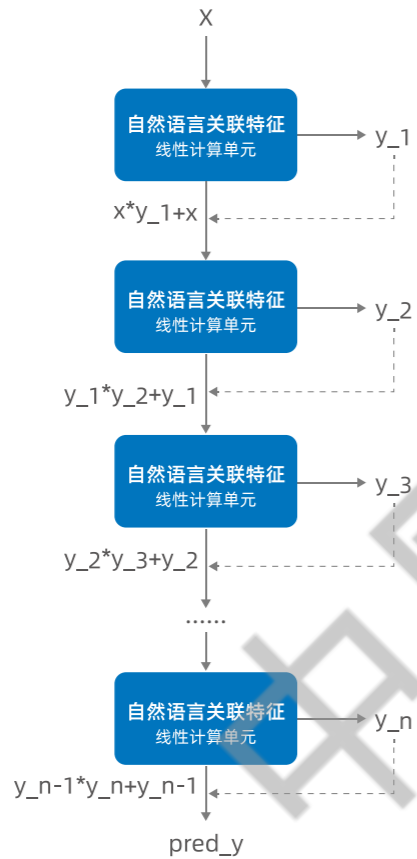 X
自然语言关联特征
线性计算单元
y_1
x*y_1+x
自然语言关联特征
线性计算单元
y_2
y_1*y_2+y_1
自然语言关联特征
线性计算单元
y_3
y_2*y_3+y_2
......
自然语言关联特征
线性计算单元
y_n
y_n-1*y_n+y_n-1
pred_y